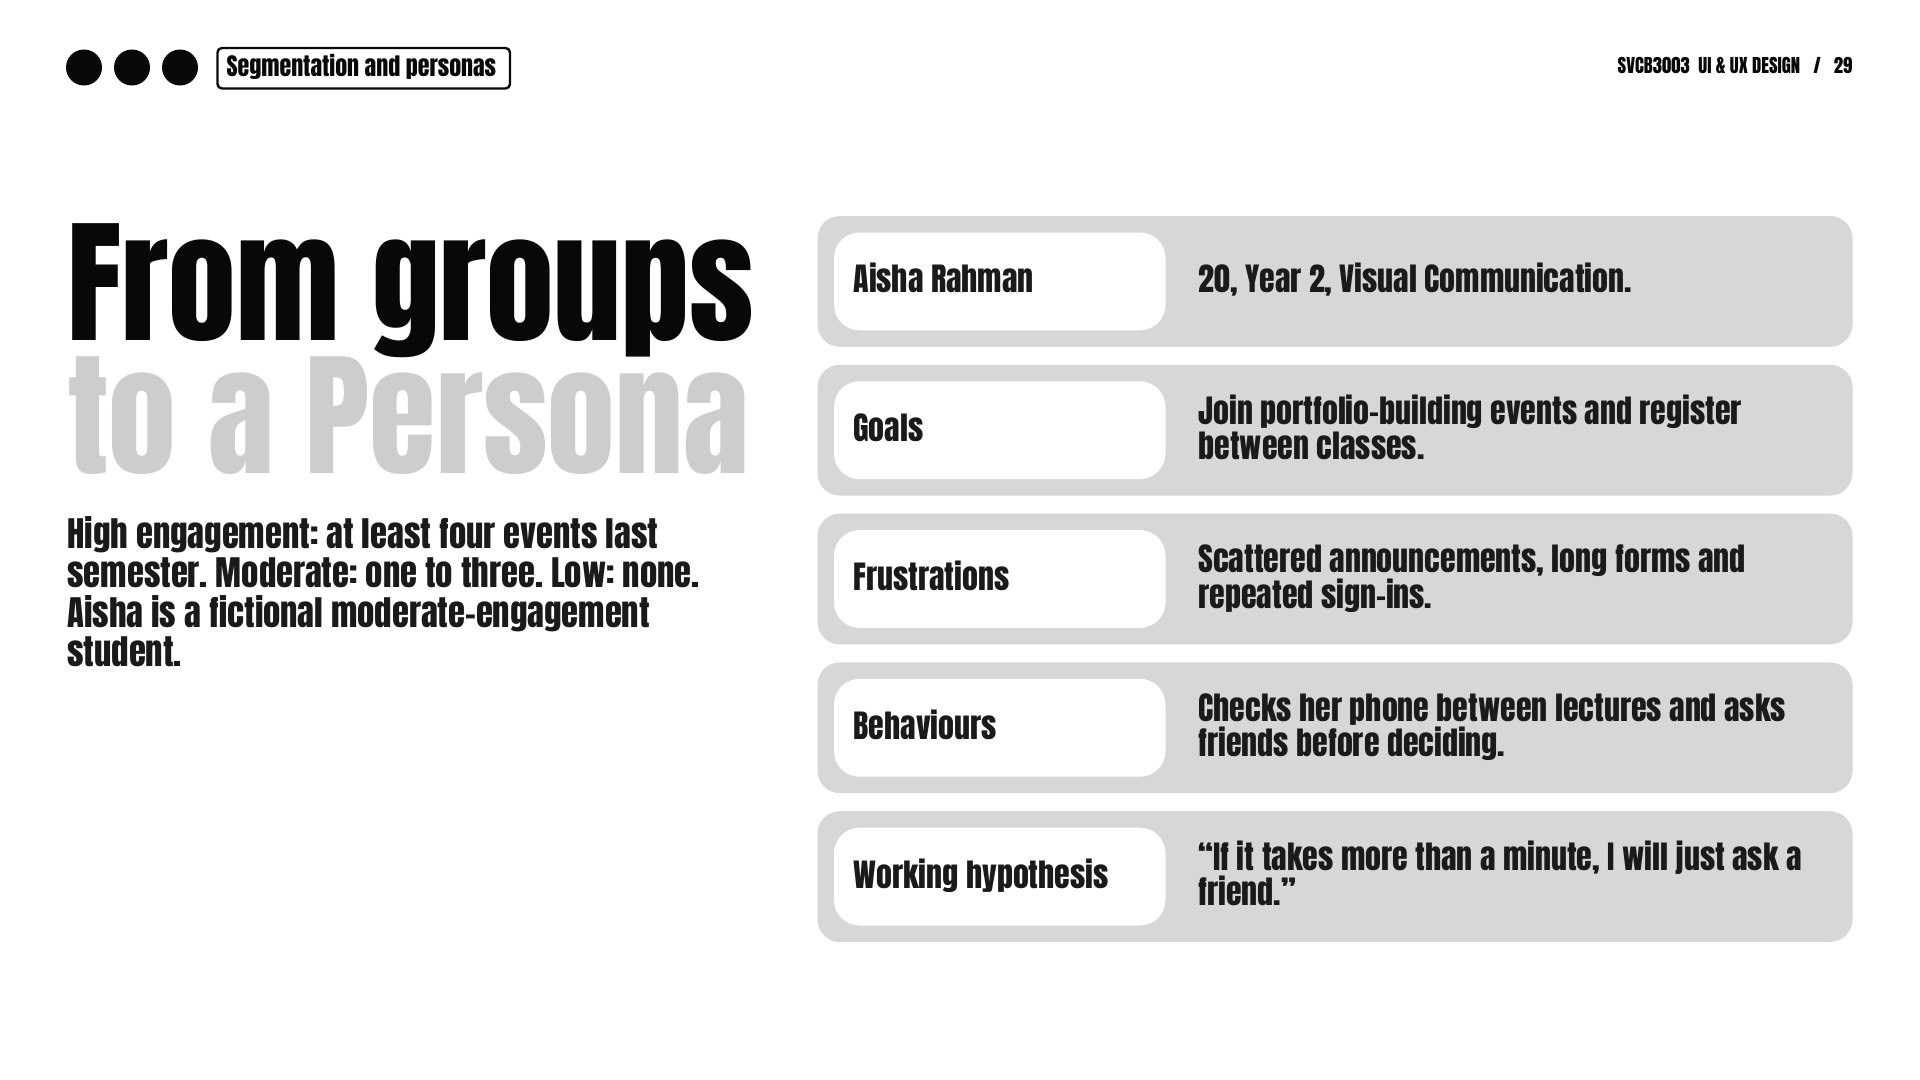 Segmentation and personas
SVCB3003 UI & UX DESIGN / 29
From groups
to a Persona
High engagement: at least four events last
semester. Moderate: one to three. Low: none.
Aisha is a fictional moderate-engagement
student.
Aisha Rahman
20, Year 2, Visual Communication.
Goals
Join portfolio-building events and register
between classes.
Frustrations
Scattered announcements, long forms and
repeated sign-ins.
Behaviours
Checks her phone between lectures and asks
friends before deciding.
Working hypothesis
“If it takes more than a minute, I will just ask a
friend.”